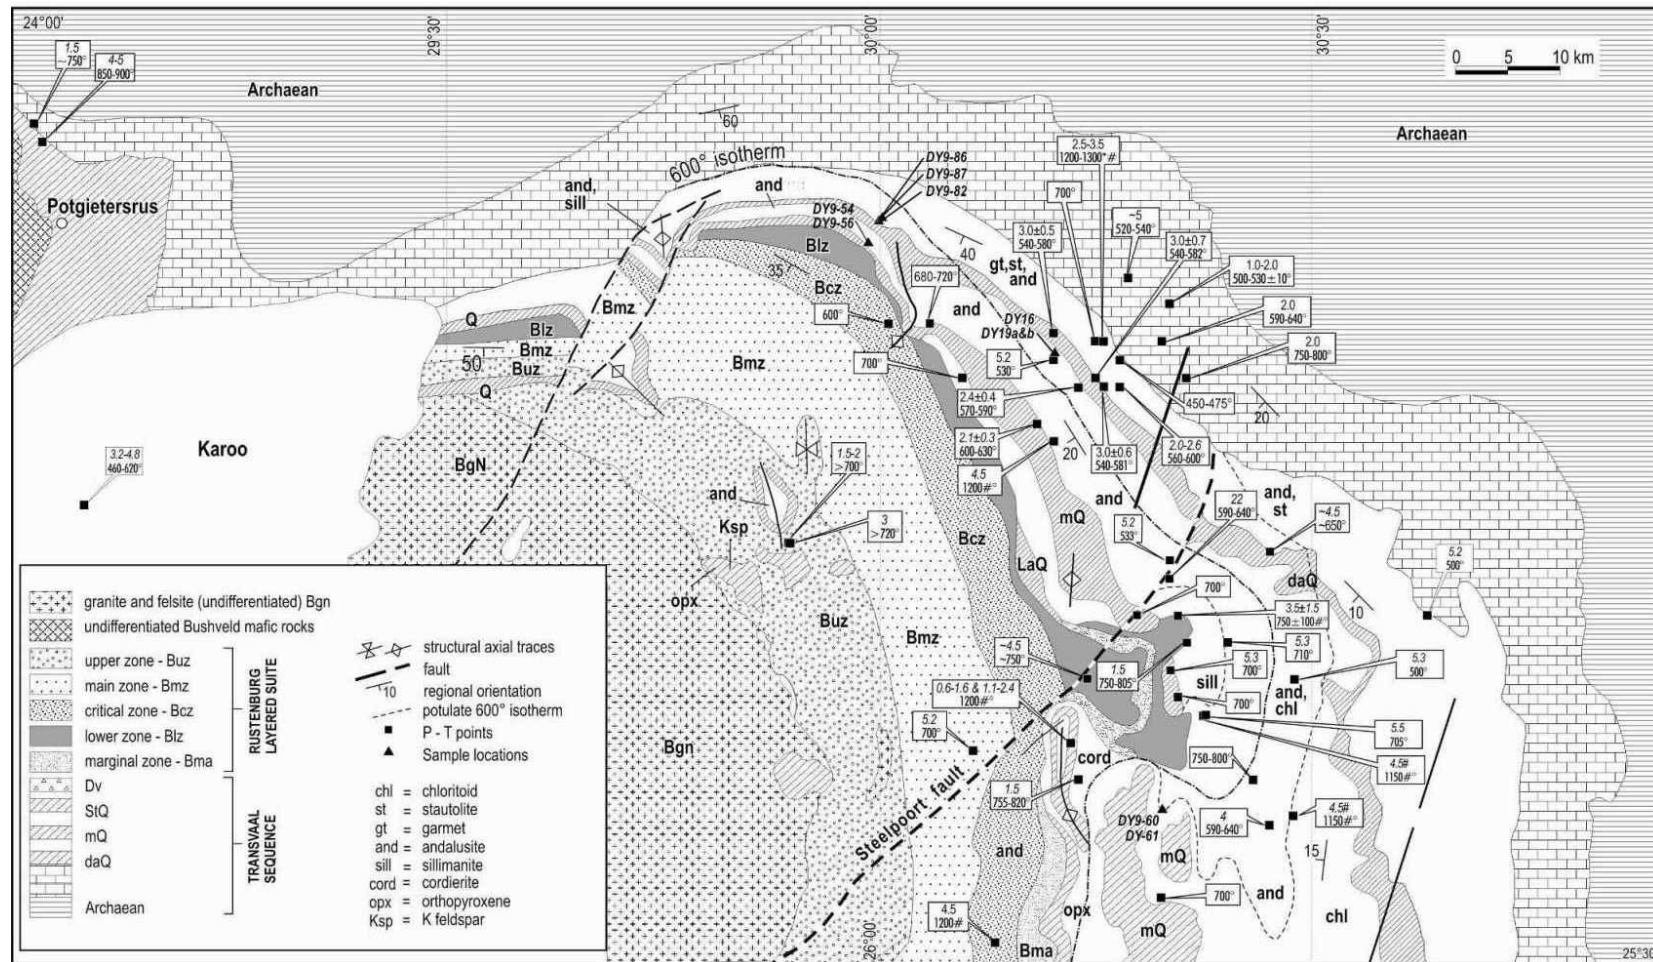 24°00'
29°30'
30°00'
30°30'
0 5 10 km
1.5
~750°
4-5
850-900°
Archaean
Archaean
60
600° isotherm
Potgietersrus
and,
sill
and
DY9-86
DY9-87
DY9-82
DY9-54
DY9-56
2.5-3.5
1200-1300*#
700°
~5
520-540°
3.0±0.5
540-580°
3.0±0.7
540-582°
40
gt,st,
and
1.0-2.0
500-530±10°
Blz
35
Bcz
680-720°
and
2.0
590-640°
Bmz
600°
DY16
DY19a&b
Q
Blz
Bmz
Buz
50
Q
Bmz
700°
5.2
530°
2.0
750-800°
2.4±0.4
570-590°
450-475°
20
Karoo
3.2-4.8
460-620°
BgN
1.5-2
>700°
2.1±0.3
600-630°
4.5
1200#°
20
3.0±0.6
540-581°
2.0-2.6
560-600°
and
Ksp
3
>720°
mQ
and
22
590-640°
and,
st
~4.5
~650°
Bcz
5.2
533°
5.2
500°
LaQ
daQ
opx
700°
10
Buz
Bmz
3.5±1.5
750±100#°
5.3
710°
~4.5
~750°
1.5
750-805°
5.3
700°
5.3
500°
sill
and,
chl
0.6-1.6 & 1.1-2.4
1200#°
700°
5.2
700°
5.5
705°
Bgn
cord
750-800°
4.5#
1150#°
1.5
755-820
Steelpoort fault
DY9-60
DY-61
4
590-640°
4.5#
1150#°
and
mQ
15
700°
and
4.5
1200#
opx
mQ
chl
Bma
26°00'
25°30
granite and felsite (undifferentiated) Bgn
undifferentiated Bushveld mafic rocks
upper zone - Buz
main zone - Bmz
critical zone - Bcz
lower zone - Blz
marginal zone - Bma
RUSTENBURG
LAYERED SUITE
Dv
StQ
mQ
daQ
Archaean
TRANSVAAL
SEQUENCE
structural axial traces
fault
10 regional orientation
potulate 600° isotherm
P - T points
Sample locations
chl = chloritoid
st = stautolite
gt = garmet
and = andalusite
sill = sillimanite
cord = cordierite
opx = orthopyroxene
Ksp = K feldspar